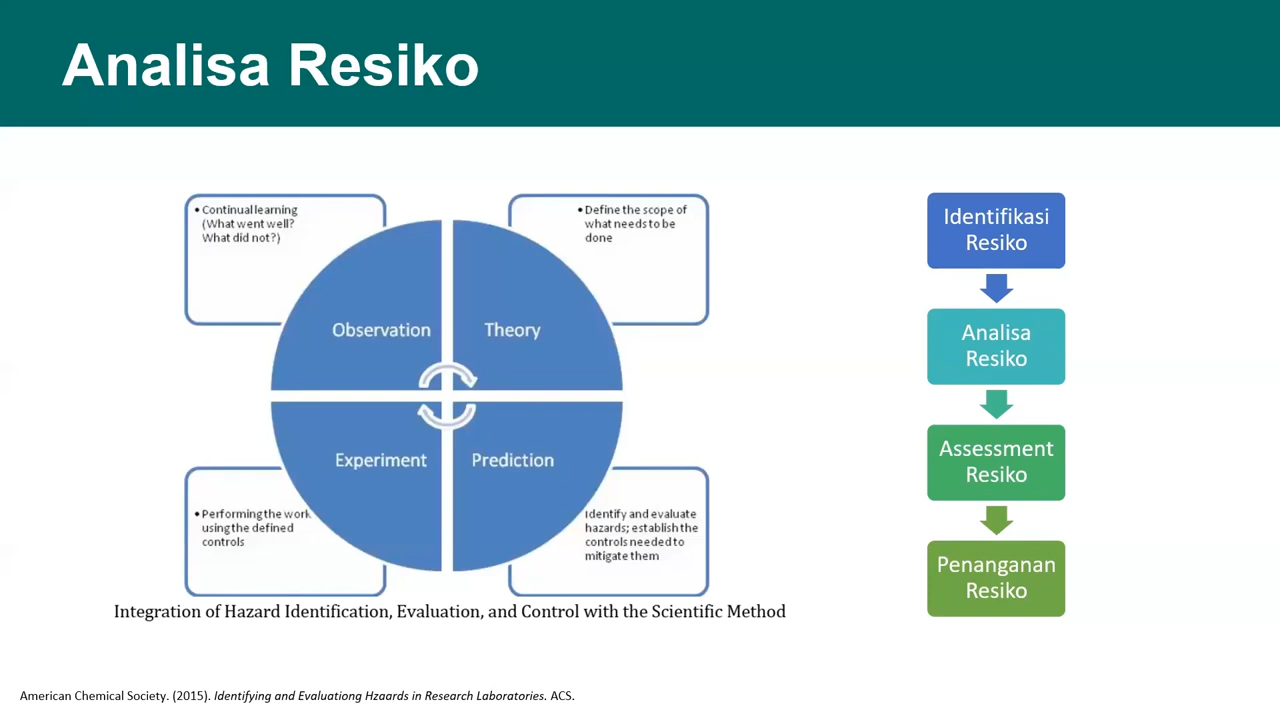 Analisa Resiko
• Continual learning
(What went well?
What did not?)
• Define the scope of
what needs to be
done
Observation
Theory
Experiment
Prediction
• Performing the work
using the defined
controls
Identify and evaluate
hazards; establish the
controls needed to
mitigate them
Integration of Hazard Identification, Evaluation, and Control with the Scientific Method
Identifikasi
Resiko
Analisa
Resiko
Assessment
Resiko
Penanganan
Resiko
American Chemical Society. (2015). Identifying and Evaluationg Hzaards in Research Laboratories. ACS.